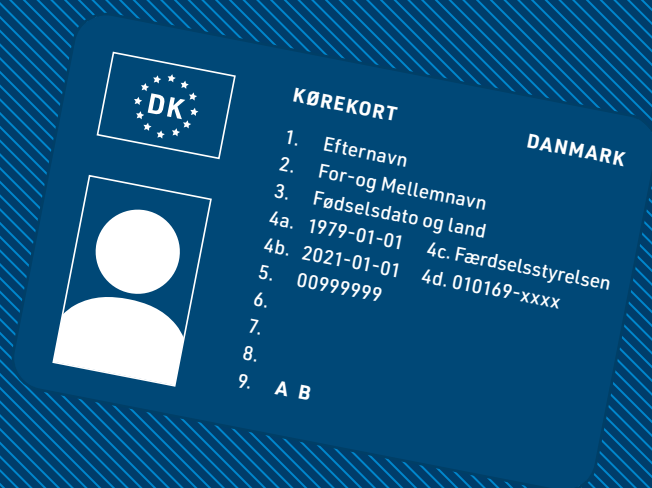 DK
KØREKORT
DANMARK
1. Efternavn
2. For-og Mellemnavn
3. Fødselsdato og land
4a. 1979-01-01 4c. Færdselsstyrelsen
4b. 2021-01-01 4d. 010169-xxxx
5. 00999999
6.
7.
8.
9. A B